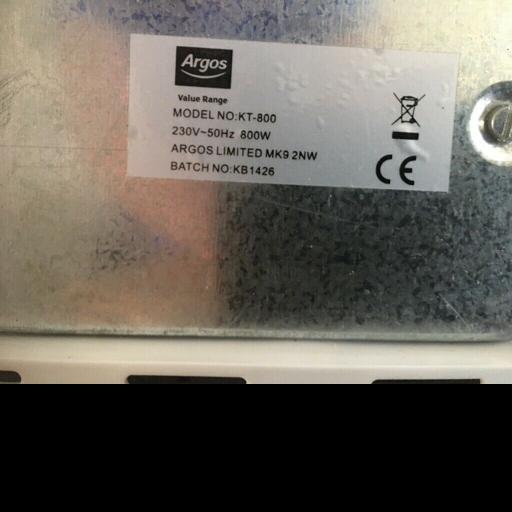 Argos
Value Range
MODEL NO:KT-800
230V~50Hz 800W
ARGOS LIMITED MK9 2NW
BATCH NO:KB1426
CE